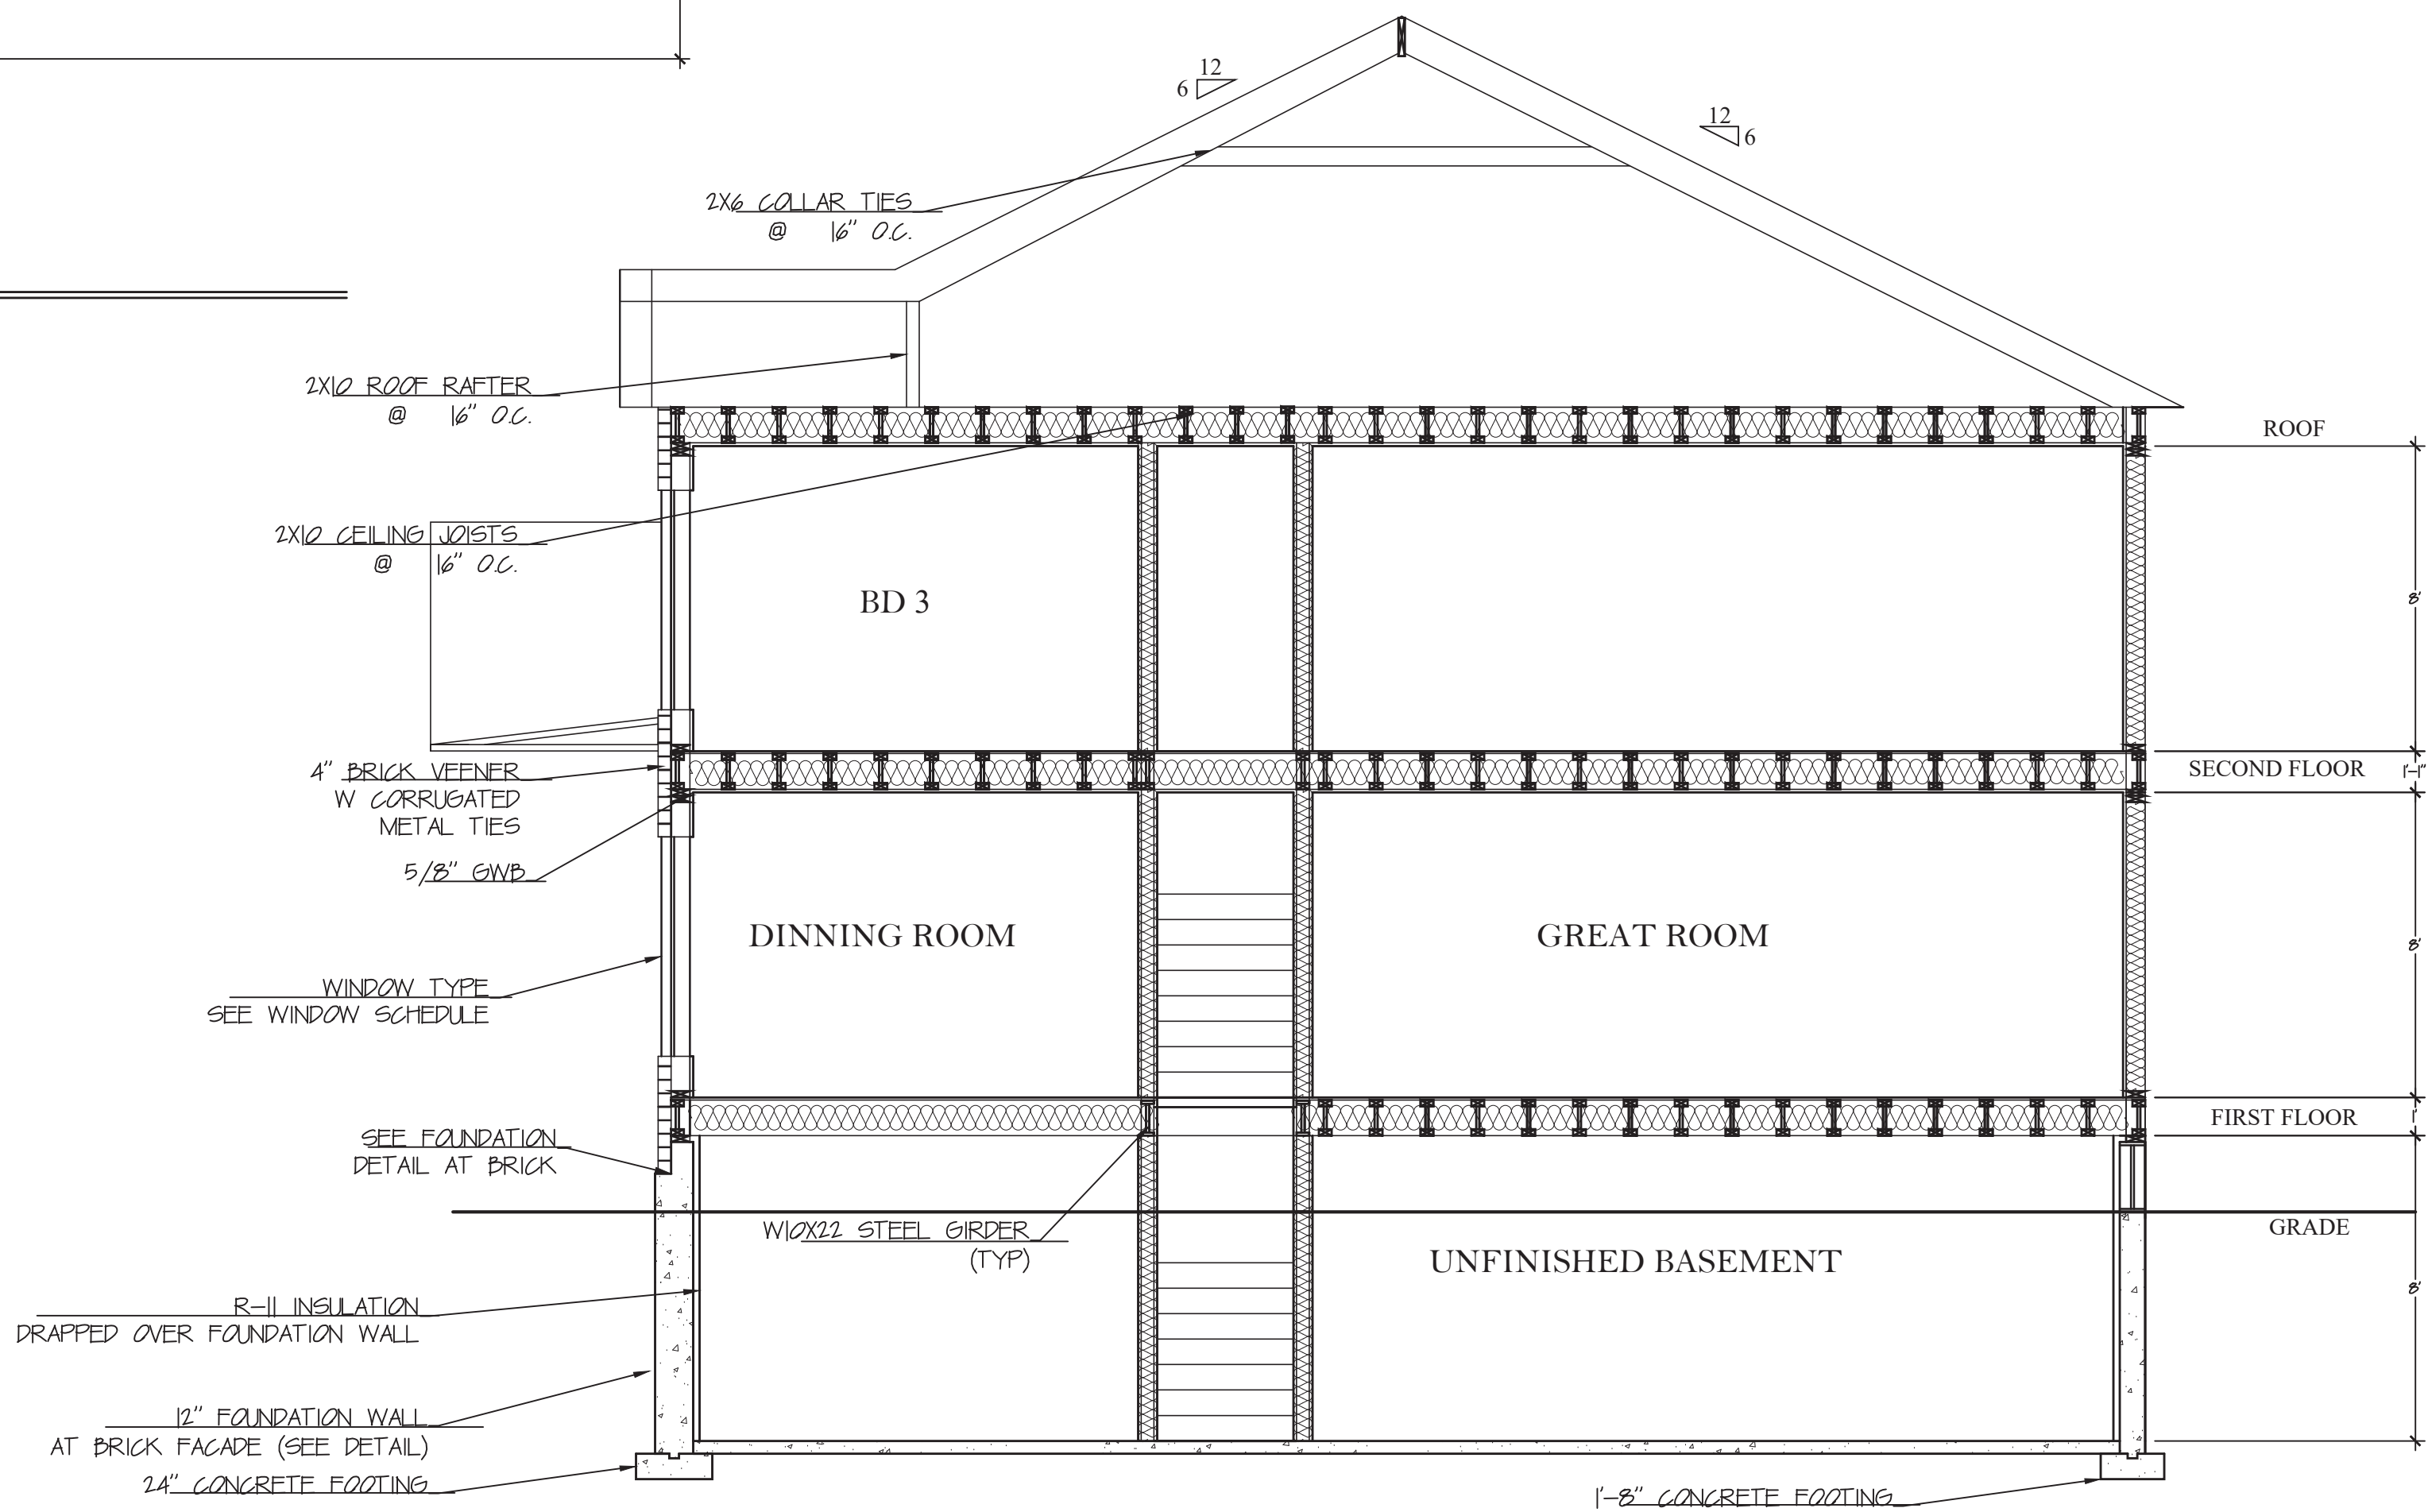 12
6
12
6
2X6 COLLAR TIES
@ 16" O.C.
2X10 ROOF RAFTER
@ 16" O.C.
ROOF
2X10 CEILING JOISTS
@ 16" O.C.
BD 3
8'
4" BRICK VEENER
W CORRUGATED
METAL TIES
SECOND FLOOR
1'-1"
5/8" GWB
DINNING ROOM
GREAT ROOM
8'
WINDOW TYPE
SEE WINDOW SCHEDULE
SEE FOUNDATION
DETAIL AT BRICK
FIRST FLOOR
1'
W10X22 STEEL GIRDER
(TYP)
GRADE
UNFINISHED BASEMENT
8'
R-11 INSULATION
DRAPPED OVER FOUNDATION WALL
12" FOUNDATION WALL
AT BRICK FACADE (SEE DETAIL)
24" CONCRETE FOOTING
1'-8" CONCRETE FOOTING